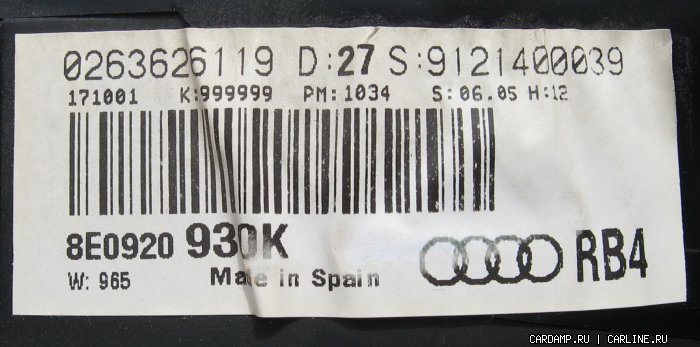 0263626119 D:27 S:9121400039
171001 K:999999 PM:1034 S:06.05 H:12
8E0920 930K
RB4
W: 965 Made in Spain
CARDAMP.RU | CARLINE.RU